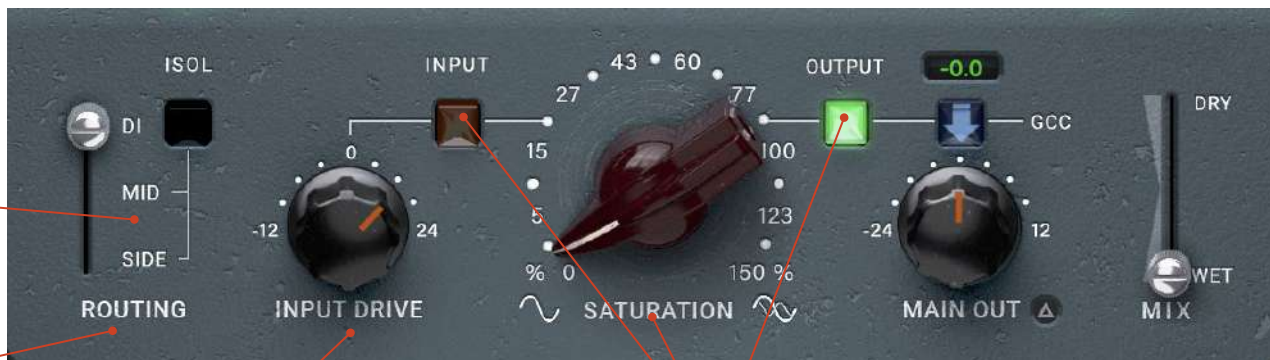 ISOL
DI
MID
SIDE
ROUTING
INPUT
0
-12
24
INPUT DRIVE
43
60
27
77
15
100
5
123
% 0
150 %
SATURATION
OUTPUT
-0.0
GCC
-24
12
MAIN OUT
DRY
WET
MIX